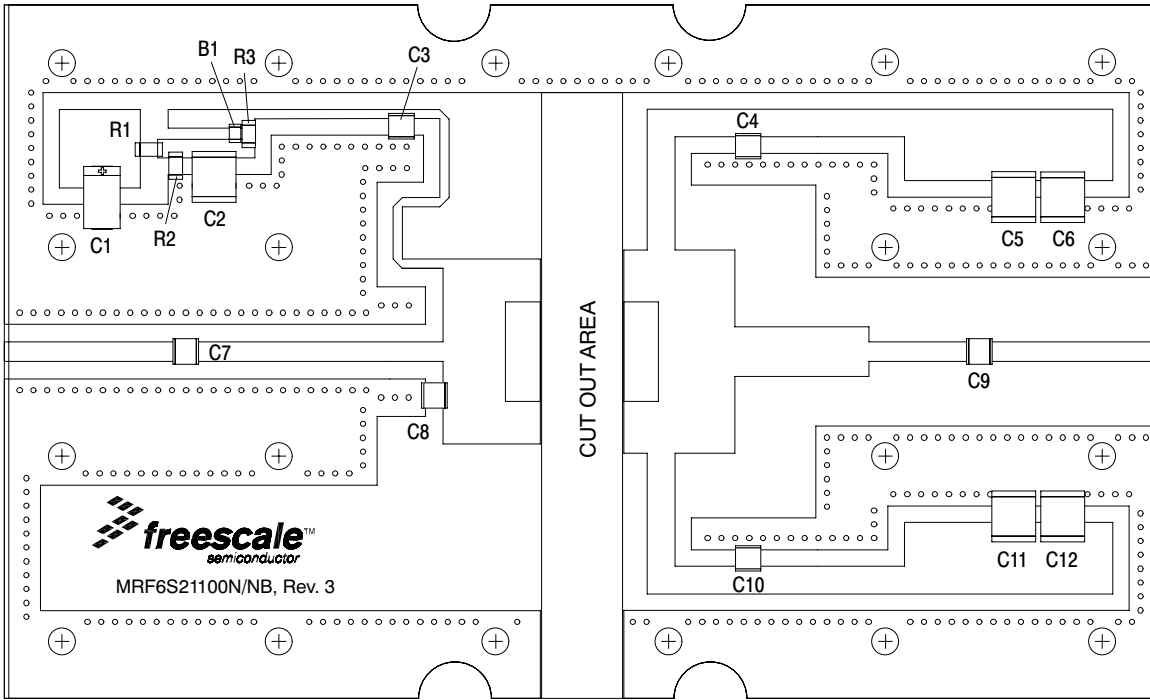 B1
R3
C3
R1
C4
C1
R2
C2
C5
C6
CUT OUT AREA
C7
C9
C8
freescale™
semiconductor
MRF6S21100N/NB, Rev. 3
C10
C11
C12